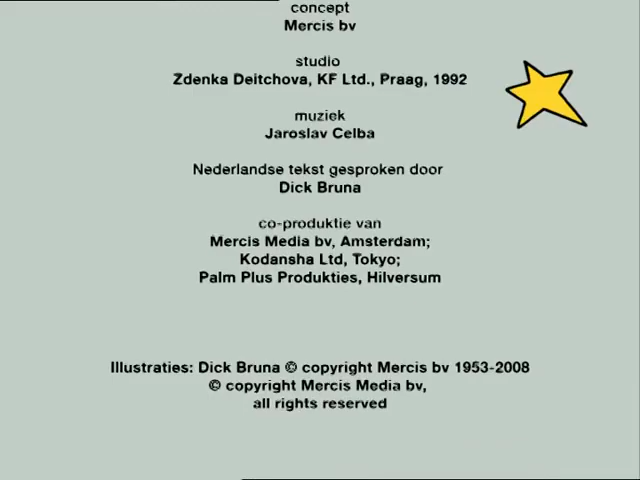 concept
Mercis bv
studio
Zdenka Deitchova, KF Ltd., Praag, 1992
muziek
Jaroslav Celba
Nederlandse tekst gesproken door
Dick Bruna
co-produktie van
Mercis Media bv, Amsterdam;
Kodansha Ltd, Tokyo;
Palm Plus Produkties, Hilversum
Illustraties: Dick Bruna © copyright Mercis bv 1953-2008
© copyright Mercis Media bv,
all rights reserved